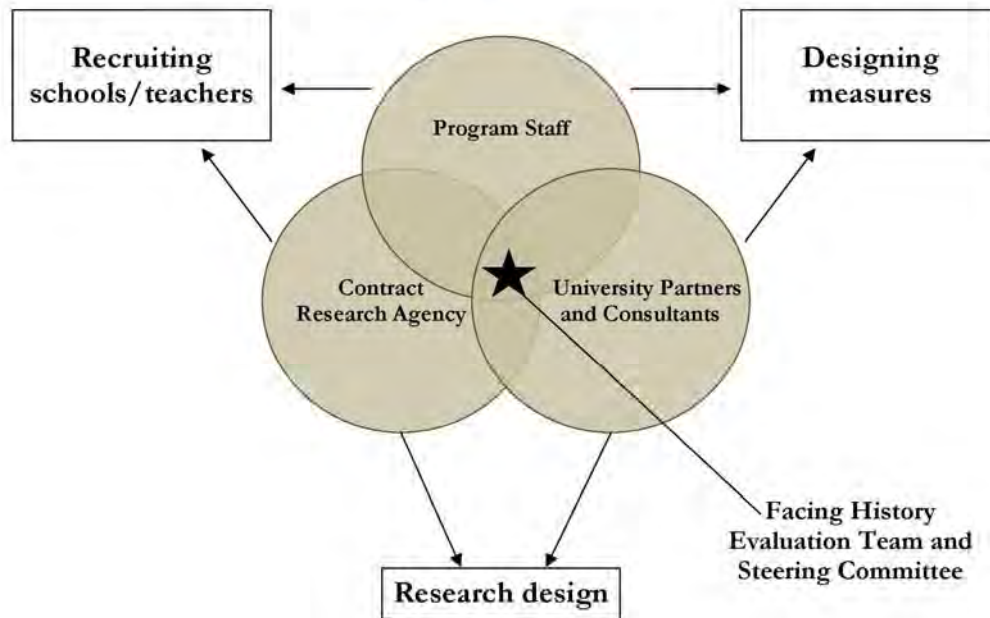 Recruiting
schools/teachers
Designing
measures
Program Staff
Contract
Research Agency
University Partners
and Consultants
Facing History
Evaluation Team and
Steering Committee
Research design